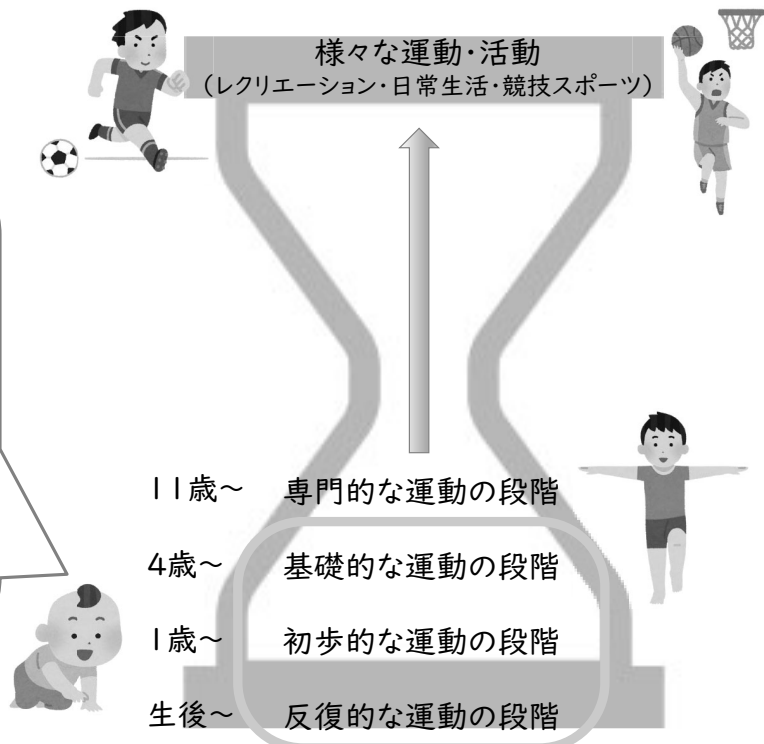 様々な運動・活動
(レクリエーション・日常生活・競技スポーツ)
11歳~ 専門的な運動の段階
4歳~ 基礎的な運動の段階
1歳~ 初歩的な運動の段階
生後~ 反復的な運動の段階